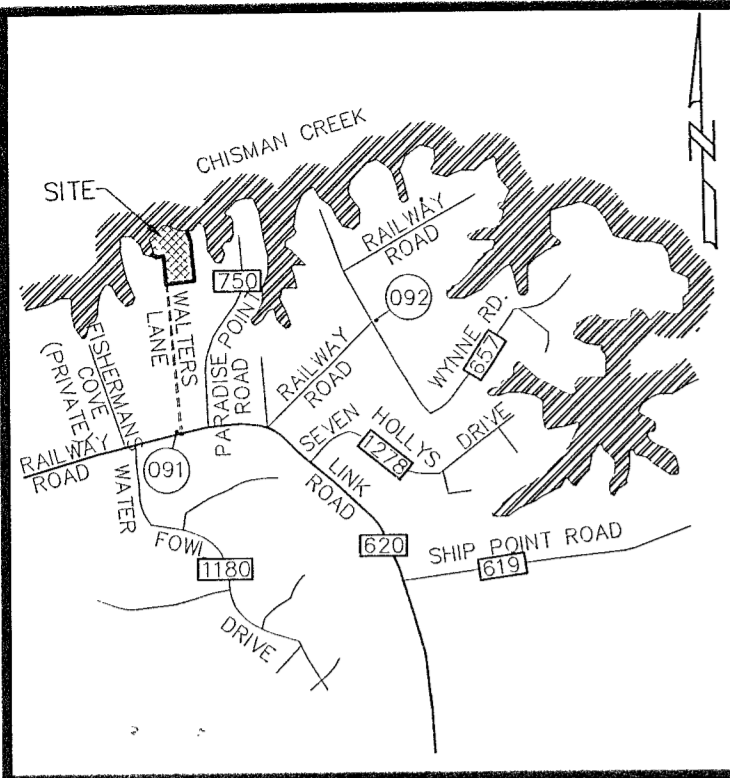 CHISMAN CREEK
SITE
N
RAILWAY
ROAD
750
092
WALTERS
LANE
FISHERMANS
COVE
(PRIVATE)
PARADISE POINT
ROAD
RAILWAY
ROAD
WYNNE RD.
657
SEVEN HOLLYS DRIVE
1278
LINK
ROAD
RAILWAY
ROAD
091
WATER
FOWL
1180
DRIVE
620
SHIP POINT ROAD
619